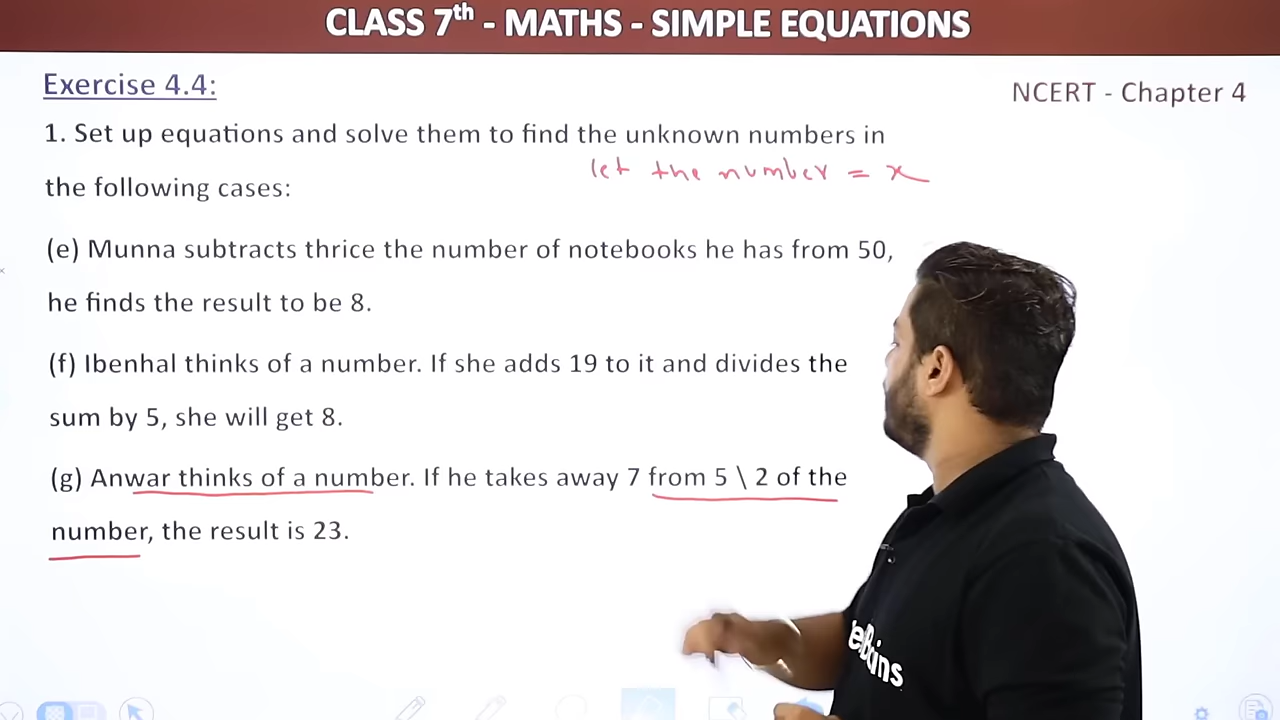 CLASS 7th - MATHS - SIMPLE EQUATIONS
Exercise 4.4:
NCERT - Chapter 4
1. Set up equations and solve them to find the unknown numbers in
let the number = x
the following cases:
(e) Munna subtracts thrice the number of notebooks he has from 50,
he finds the result to be 8.
(f) Ibenhal thinks of a number. If she adds 19 to it and divides the
sum by 5, she will get 8.
(g) Anwar thinks of a number. If he takes away 7 from 5 \ 2 of the
number, the result is 23.